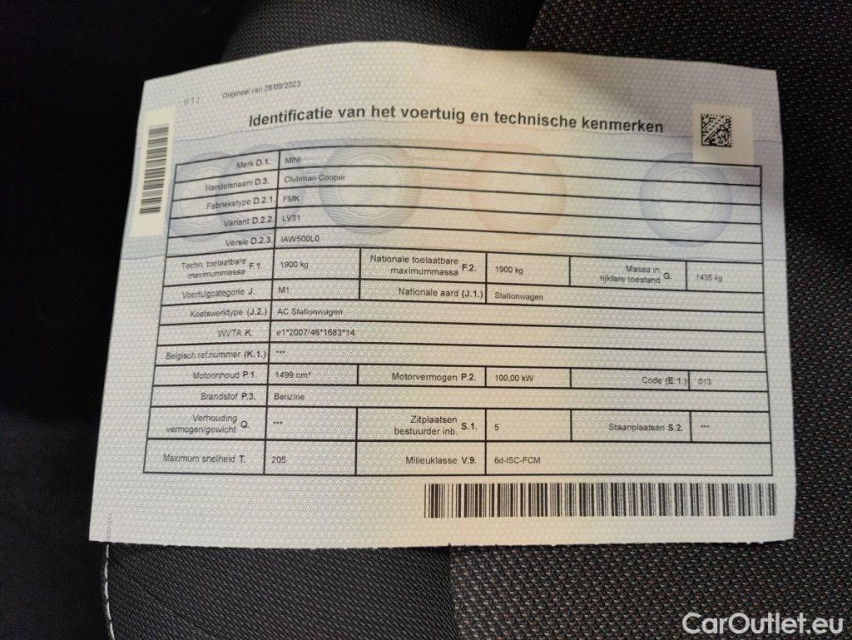 Origineel van 26/09/2023
Identificatie van het voertuig en technische kenmerken
Merk D.1. MINI
Handelsnaam D.3. Clubman Cooper
Fabriekstype D.2.1. FMK
Variant D.2.2. LV31
Versie D.2.3. IAW500L0
Techn. toelaatbare maximummassa F.1. 1900 kg Nationale toelaatbare maximummassa F.2. 1900 kg Massa in rijklare toestand G. 1435 kg
Voertuigcategorie J. M1 Nationale aard (J.1.) Stationwagen
Koetswerktype (J.2.) AC Stationwagen
WVTA K. e1*2007/46*1683*14
Belgisch ref.nummer (K.1.) ***
Motorinhoud P.1. 1499 cm³ Motorvermogen P.2. 100,00 kW Code (E.1.) 013
Brandstof P.3. Benzine
Verhouding vermogen/gewicht Q. *** Zitplaatsen bestuurder inb. S.1. 5 Staanplaatsen S.2. ***
Maximum snelheid T. 205 Milieuklasse V.9. 6d-ISC-FCM
CarOutlet.eu